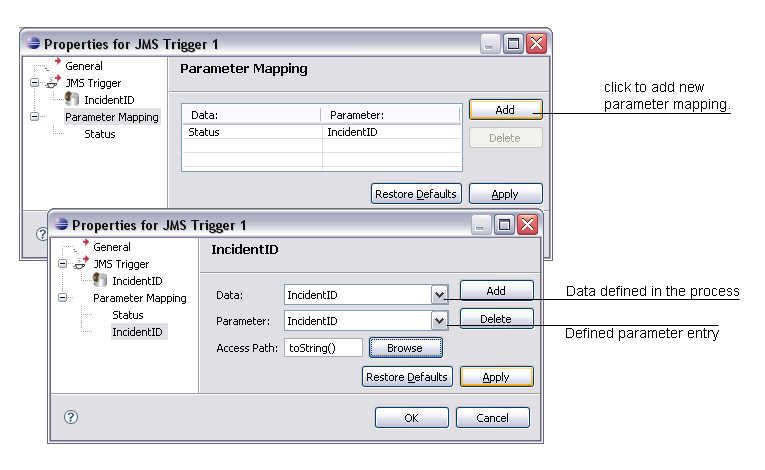 Properties for JMS Trigger 1
General
JMS Trigger
IncidentID
Parameter Mapping
Status
Parameter Mapping
Data: Parameter:
Status IncidentID
Add
Delete
Restore Defaults Apply
click to add new
parameter mapping.
?
Properties for JMS Trigger 1
General
JMS Trigger
IncidentID
Parameter Mapping
Status
IncidentID
IncidentID
Data: IncidentID Add
Parameter: IncidentID Delete
Access Path: toString() Browse
Restore Defaults Apply
? OK Cancel
Data defined in the process
Defined parameter entry